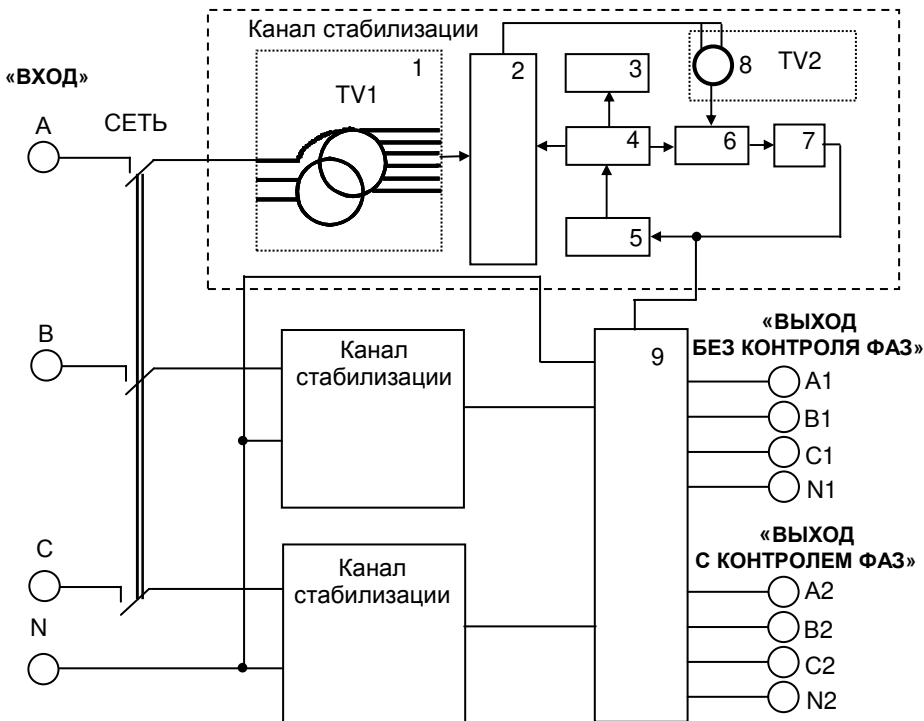 Канал стабилизации
1
TV1
2
3
4
5
6
7
8
TV2
«ВХОД»
A
СЕТЬ
B
C
N
Канал
стабилизации
Канал
стабилизации
9
«ВЫХОД
БЕЗ КОНТРОЛЯ ФАЗ»
A1
B1
C1
N1
«ВЫХОД
С КОНТРОЛЕМ ФАЗ»
A2
B2
C2
N2